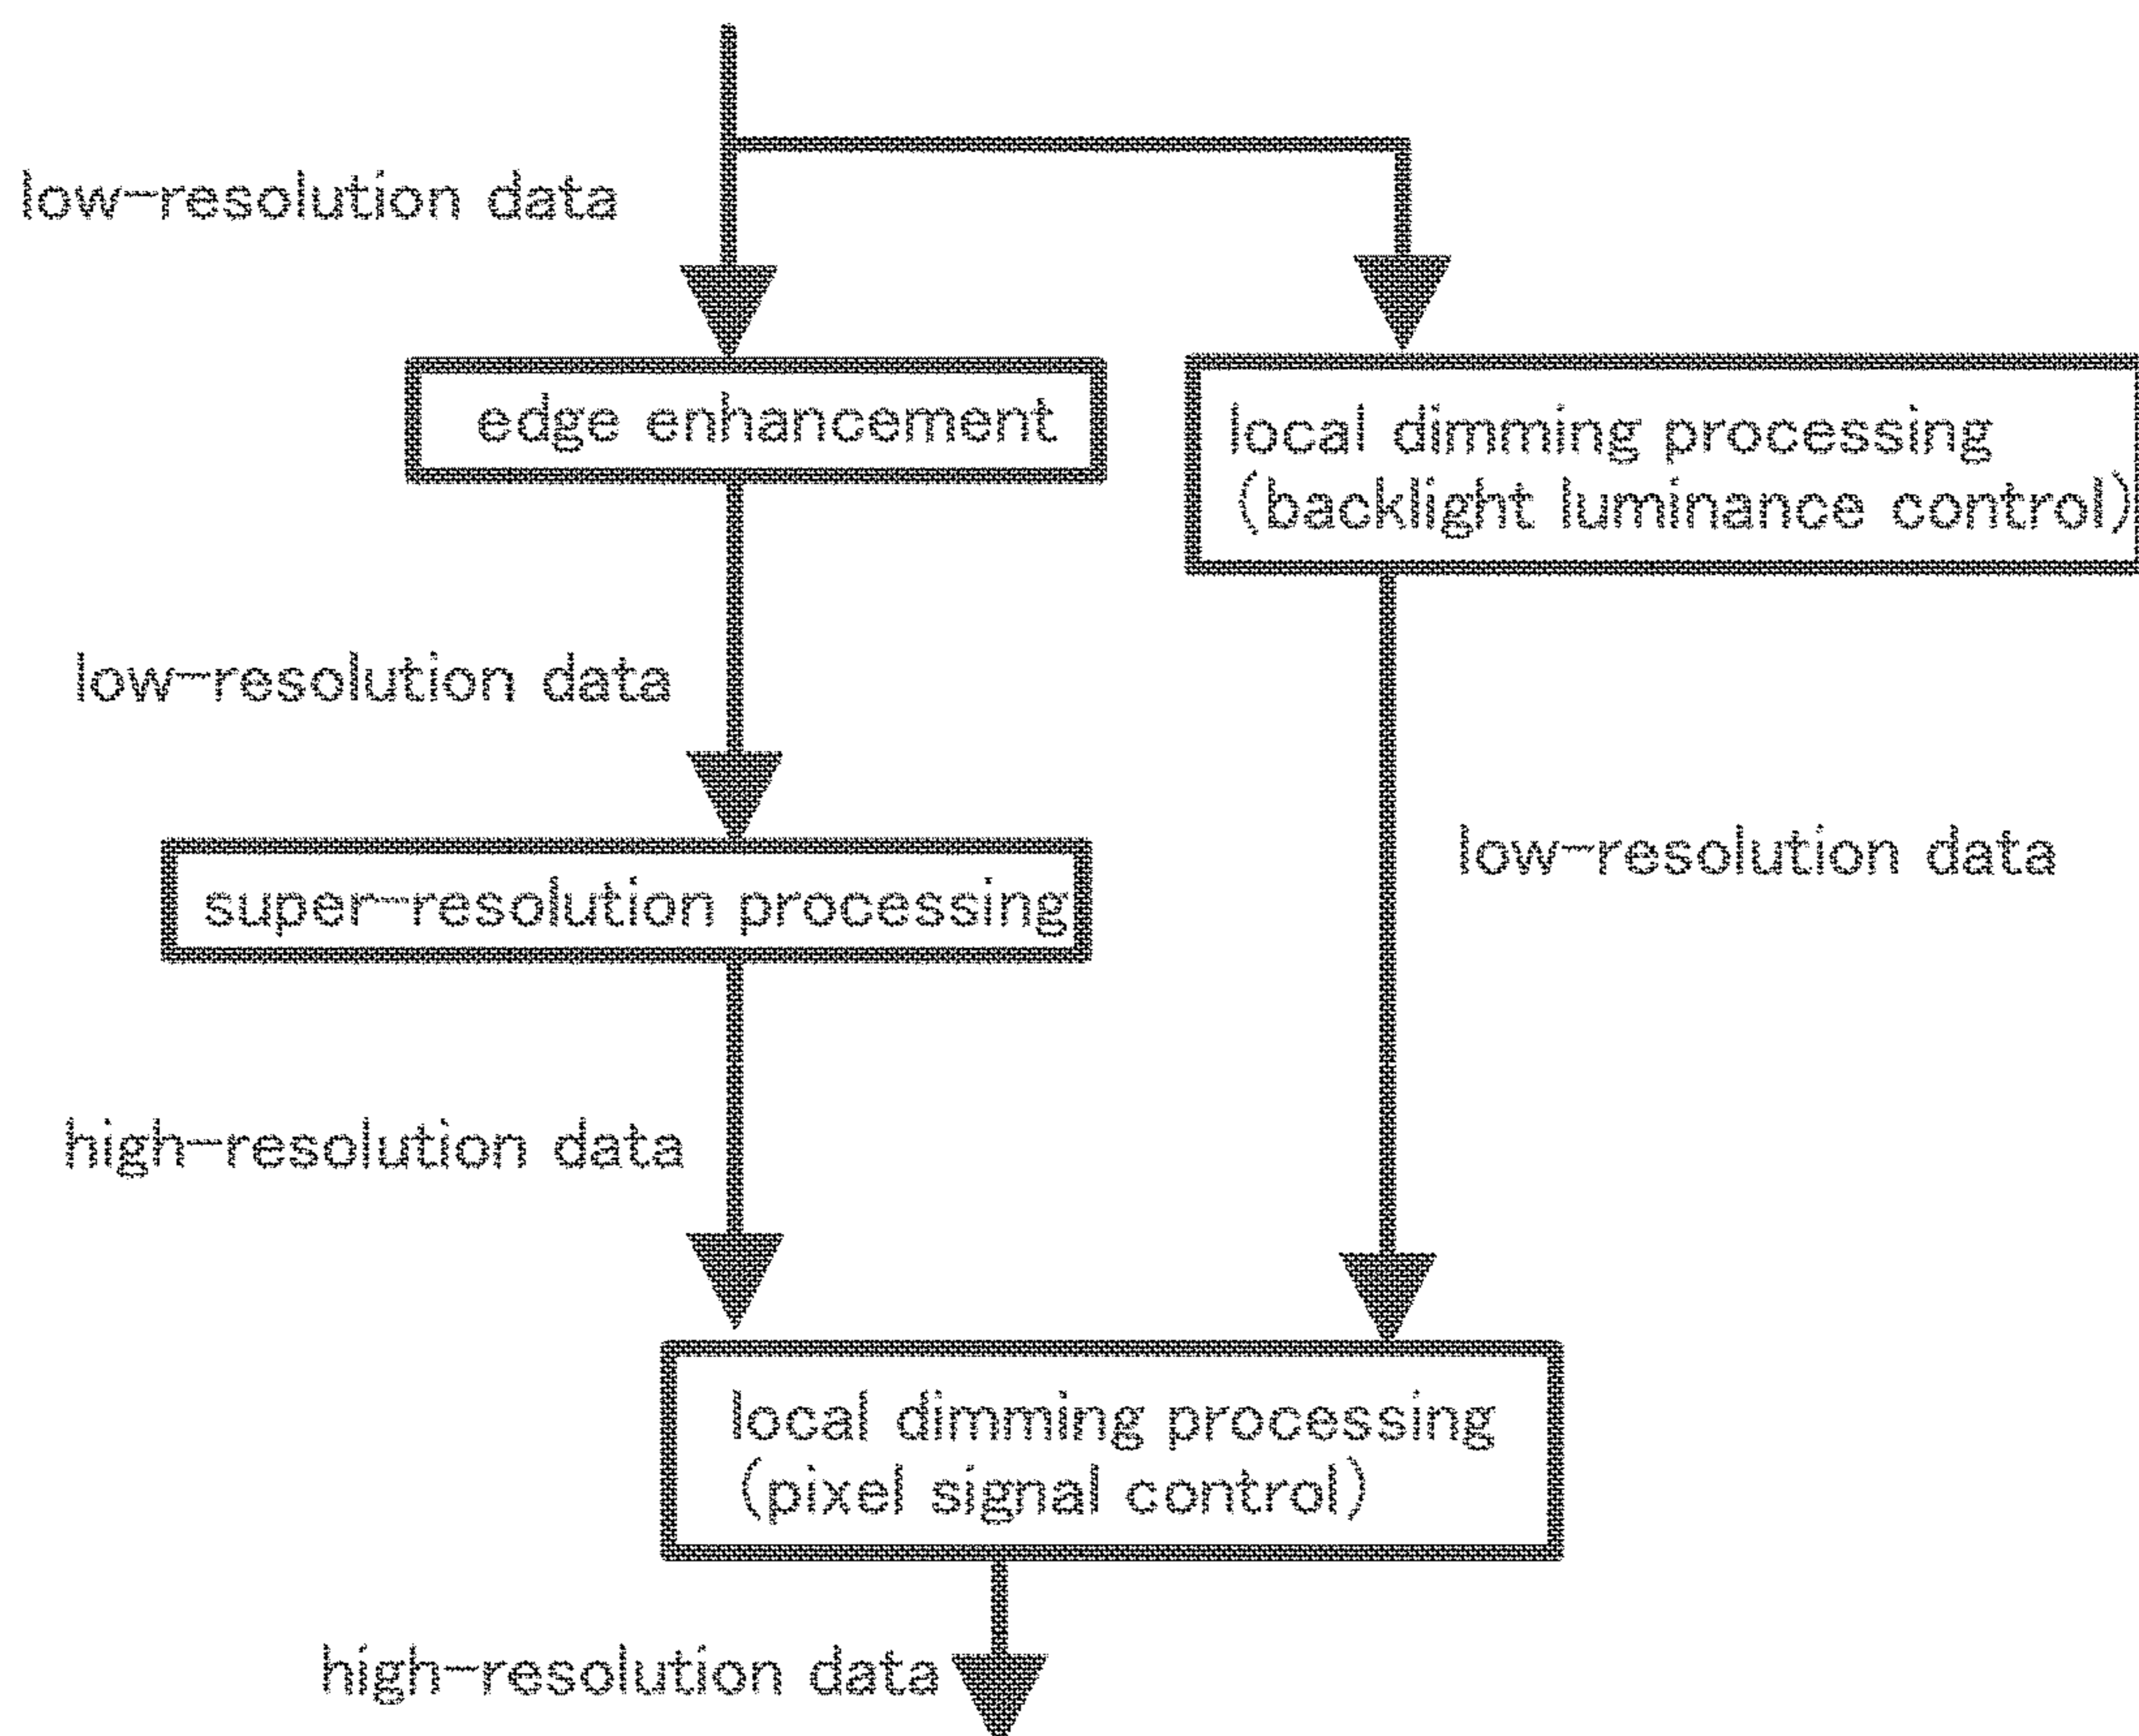 low-resolution data
edge enhancement
local dimming processing
(backlight luminance control)
low-resolution data
low-resolution data
super-resolution processing
high-resolution data
local dimming processing
(pixel signal control)
high-resolution data